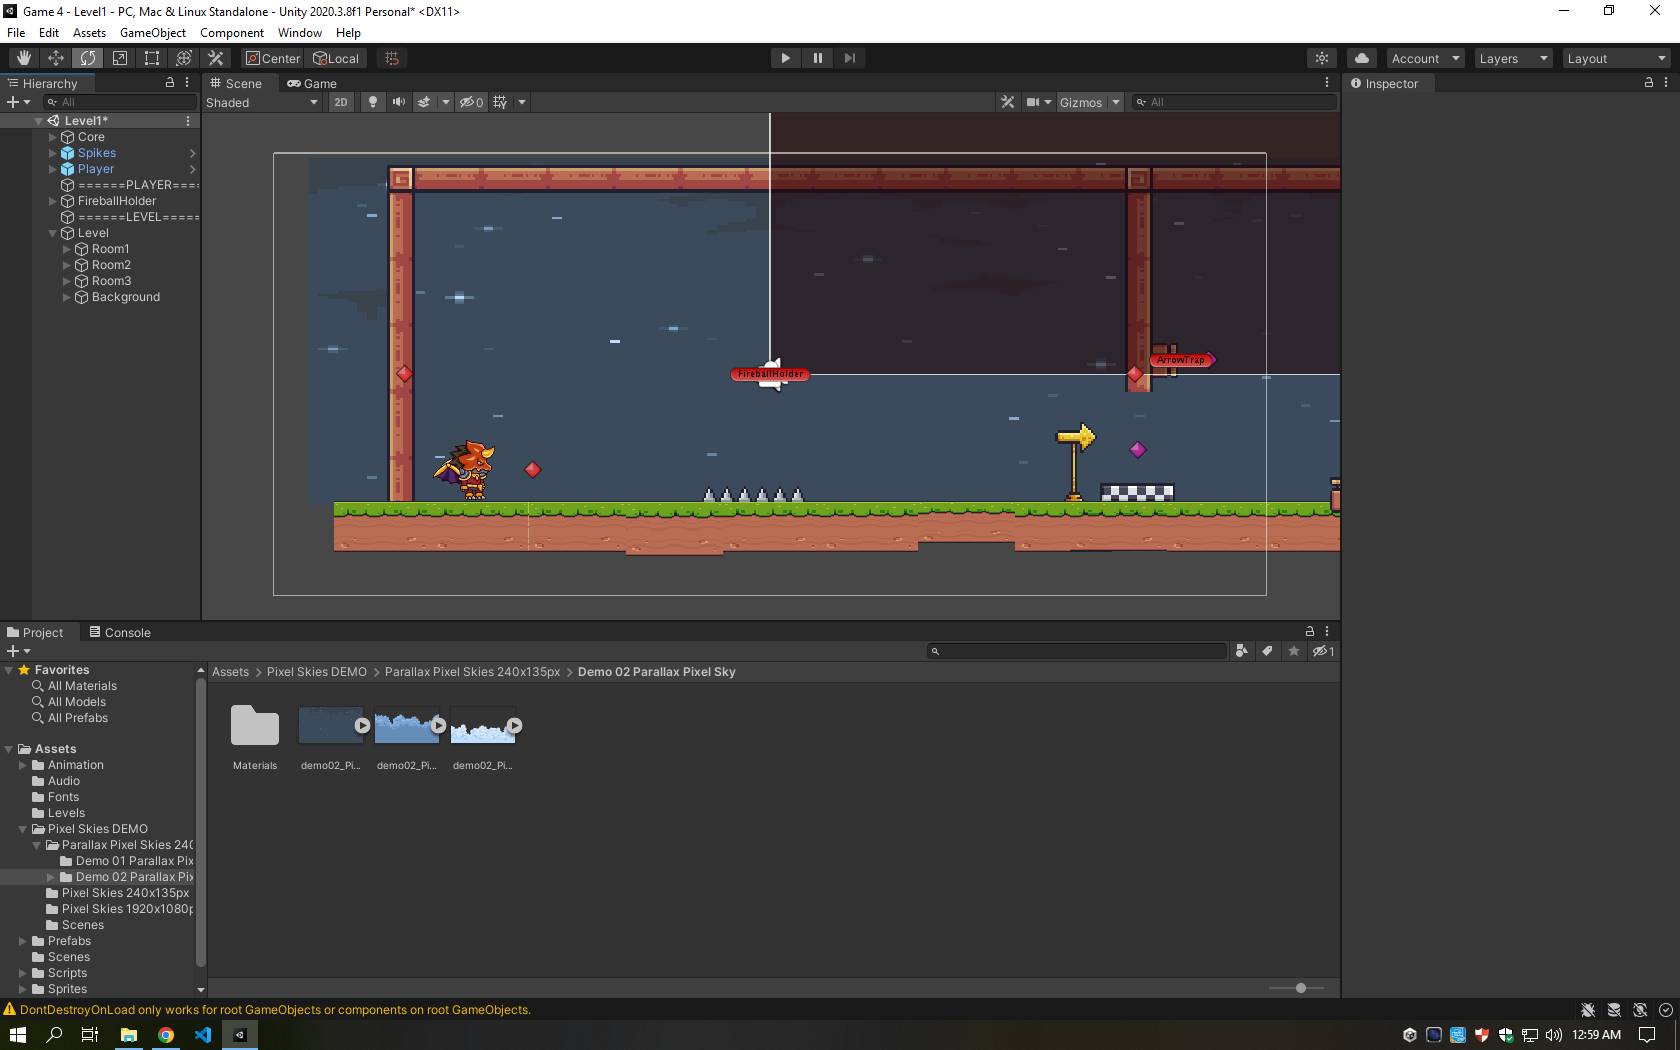 Game 4 - Level1 - PC, Mac & Linux Standalone - Unity 2020.3.8f1 Personal* <DX11>
File Edit Assets GameObject Component Window Help
Center Local Account Layers Layout
Hierarchy Scene Game Inspector
All Shaded 2D 0 Gizmos All
Level1*
Core
Spikes
Player
======PLAYER====
FireballHolder
======LEVEL=====
Level
Room1
Room2
Room3
Background
ArrowTrap
FireballHolder
Project Console
1
Favorites
All Materials
All Models
All Prefabs
Assets
Animation
Audio
Fonts
Levels
Pixel Skies DEMO
Parallax Pixel Skies 240
Demo 01 Parallax Pix
Demo 02 Parallax Pix
Pixel Skies 240x135px
Pixel Skies 1920x1080p
Scenes
Prefabs
Scenes
Scripts
Sprites
Assets > Pixel Skies DEMO > Parallax Pixel Skies 240x135px > Demo 02 Parallax Pixel Sky
Materials demo02_Pi... demo02_Pi... demo02_Pi...
DontDestroyOnLoad only works for root GameObjects or components on root GameObjects.
12:59 AM